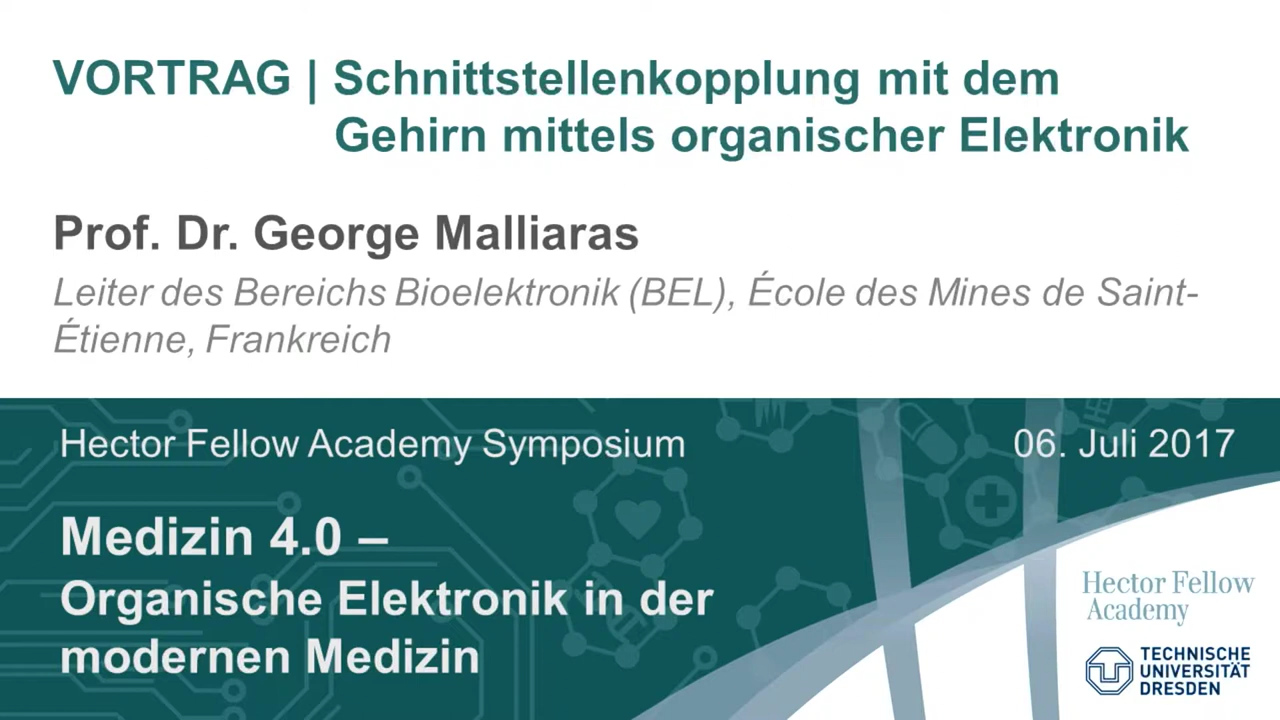 VORTRAG | Schnittstellenkopplung mit dem
Gehirn mittels organischer Elektronik
Prof. Dr. George Malliaras
Leiter des Bereichs Bioelektronik (BEL), École des Mines de Saint-
Étienne, Frankreich
Hector Fellow Academy Symposium
06. Juli 2017
Medizin 4.0 –
Organische Elektronik in der
modernen Medizin
Hector Fellow
Academy
TECHNISCHE
UNIVERSITÄT
DRESDEN